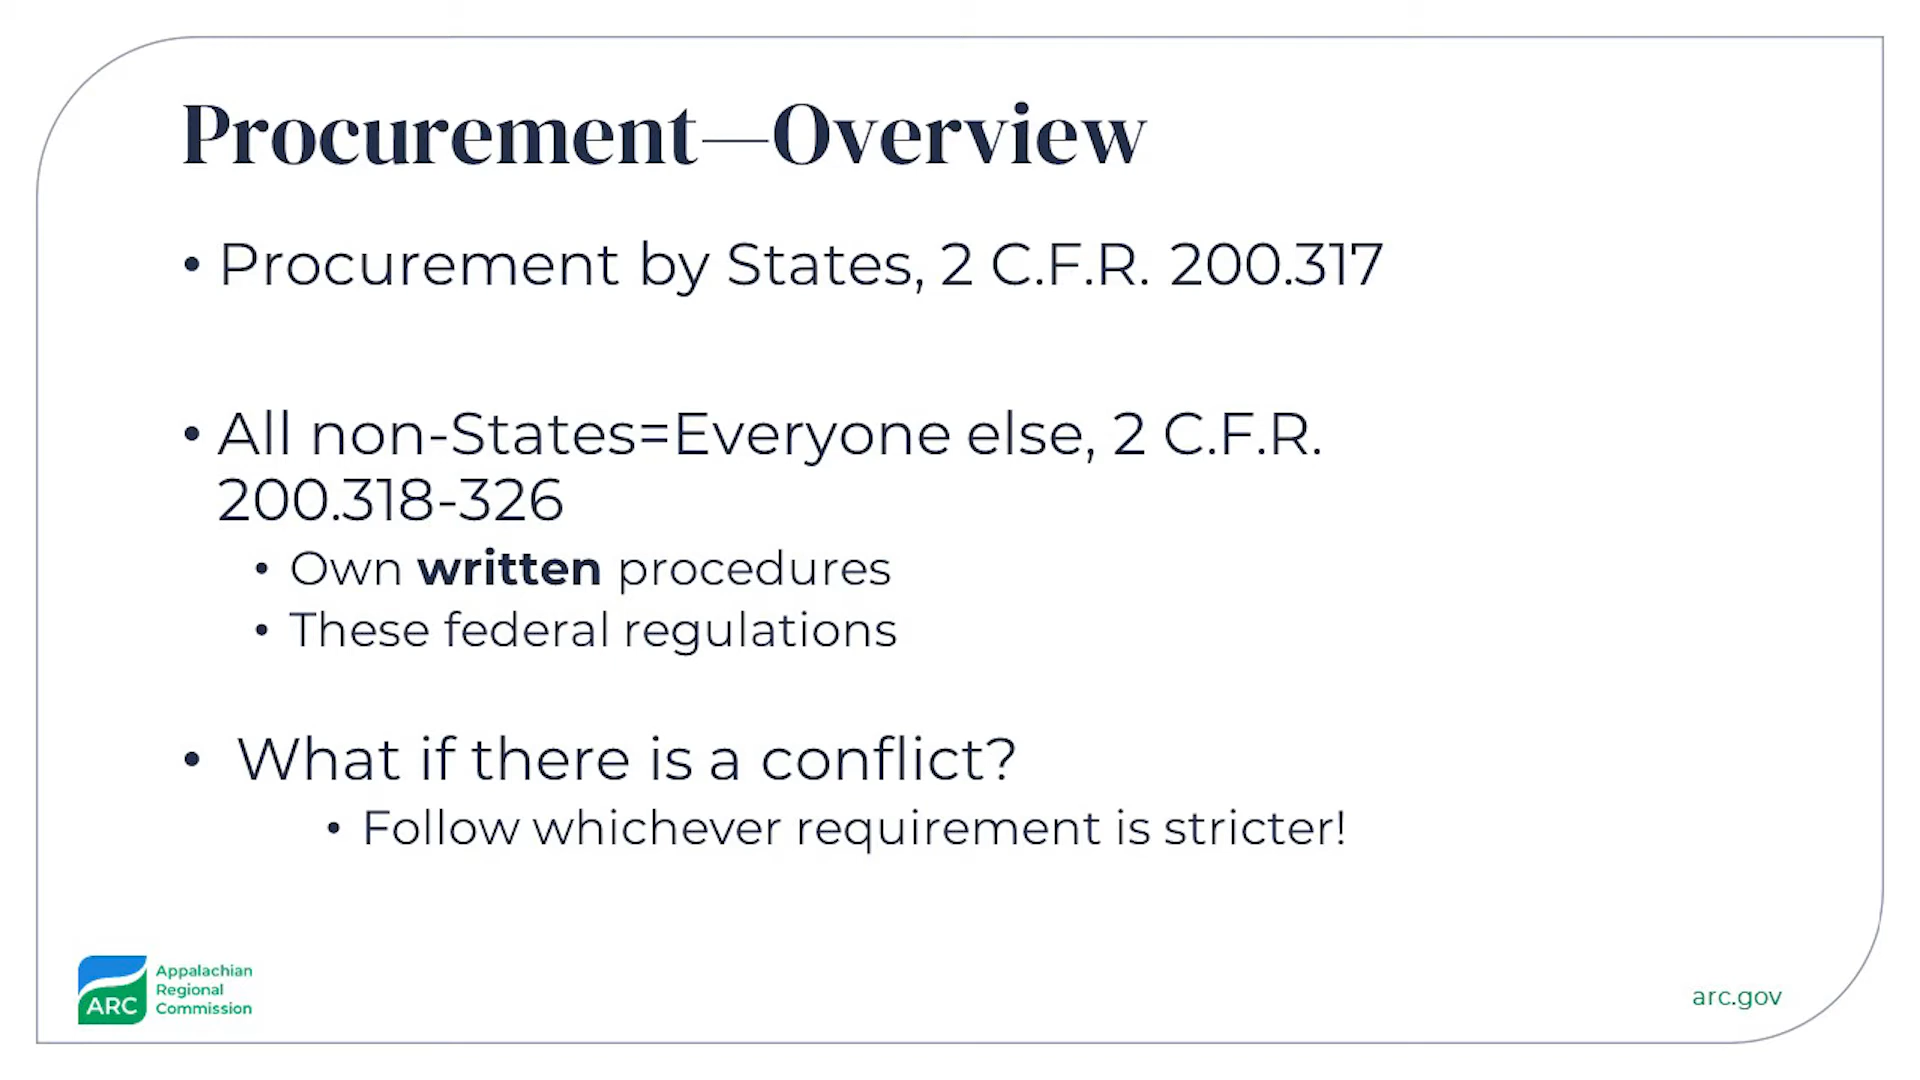 Procurement—Overview
• Procurement by States, 2 C.F.R. 200.317
• All non-States=Everyone else, 2 C.F.R.
200.318-326
• Own written procedures
• These federal regulations
• What if there is a conflict?
• Follow whichever requirement is stricter!
ARC
Appalachian
Regional
Commission
arc.gov